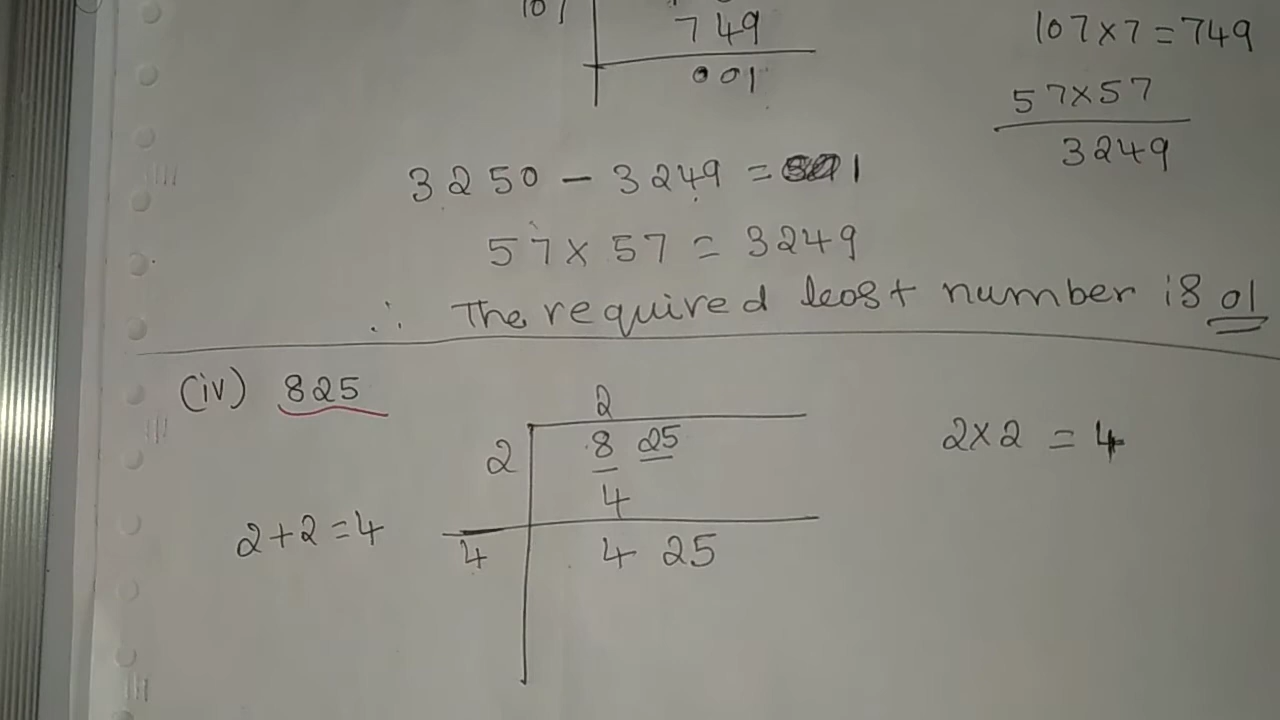 107×7=749
749
001
57×57
3249
3250 - 3249 = 1
57 × 57 = 3249
∴ The required least number is 01
(iv) 825
2
2 8 25 2×2 = 4
4
2+2=4 4 4 25